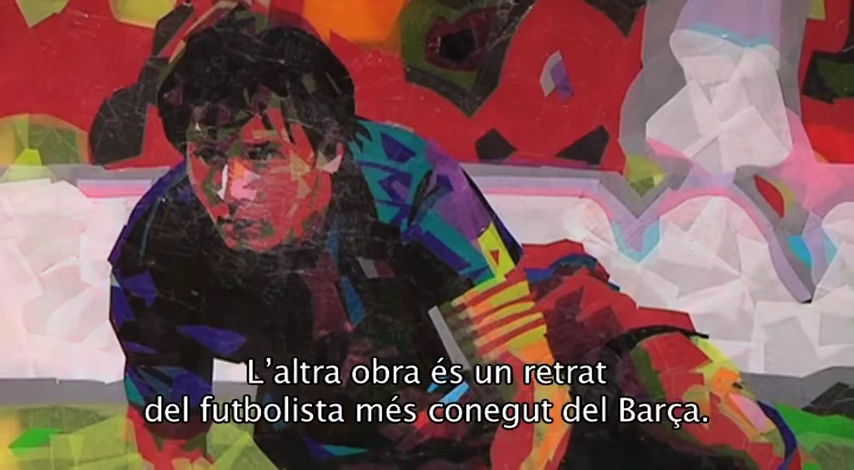 L'altra obra és un retrat
del futbolista més conegut del Barça.